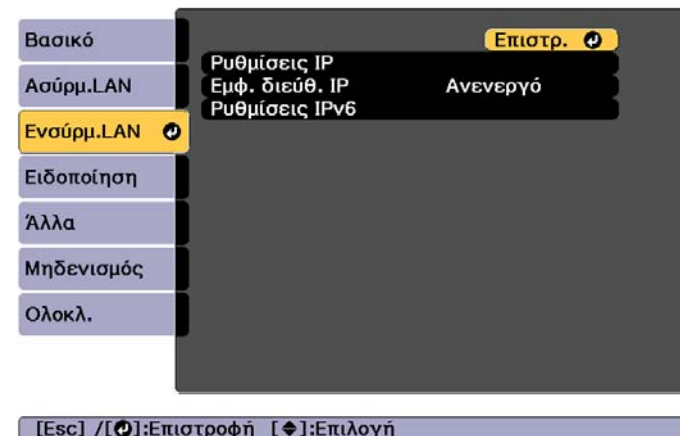 Βασικό
Ασύρμ.LAN
Ενσύρμ.LAN
Ειδοποίηση
Άλλα
Μηδενισμός
Ολοκλ.
Επιστρ.
Ρυθμίσεις IP
Εμφ. διεύθ. IP Ανενεργό
Ρυθμίσεις IPv6
[Esc] /[]:Επιστροφή []:Επιλογή